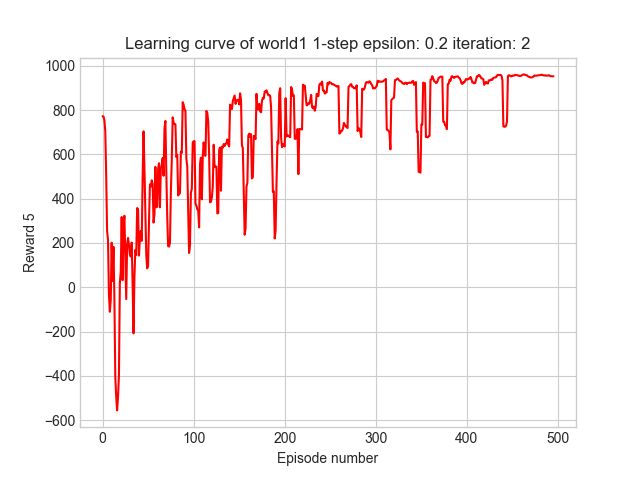 Learning curve of world1 1-step epsilon: 0.2 iteration: 2
1000
800
600
400
200
0
−200
−400
−600
Reward 5
0 100 200 300 400 500
Episode number